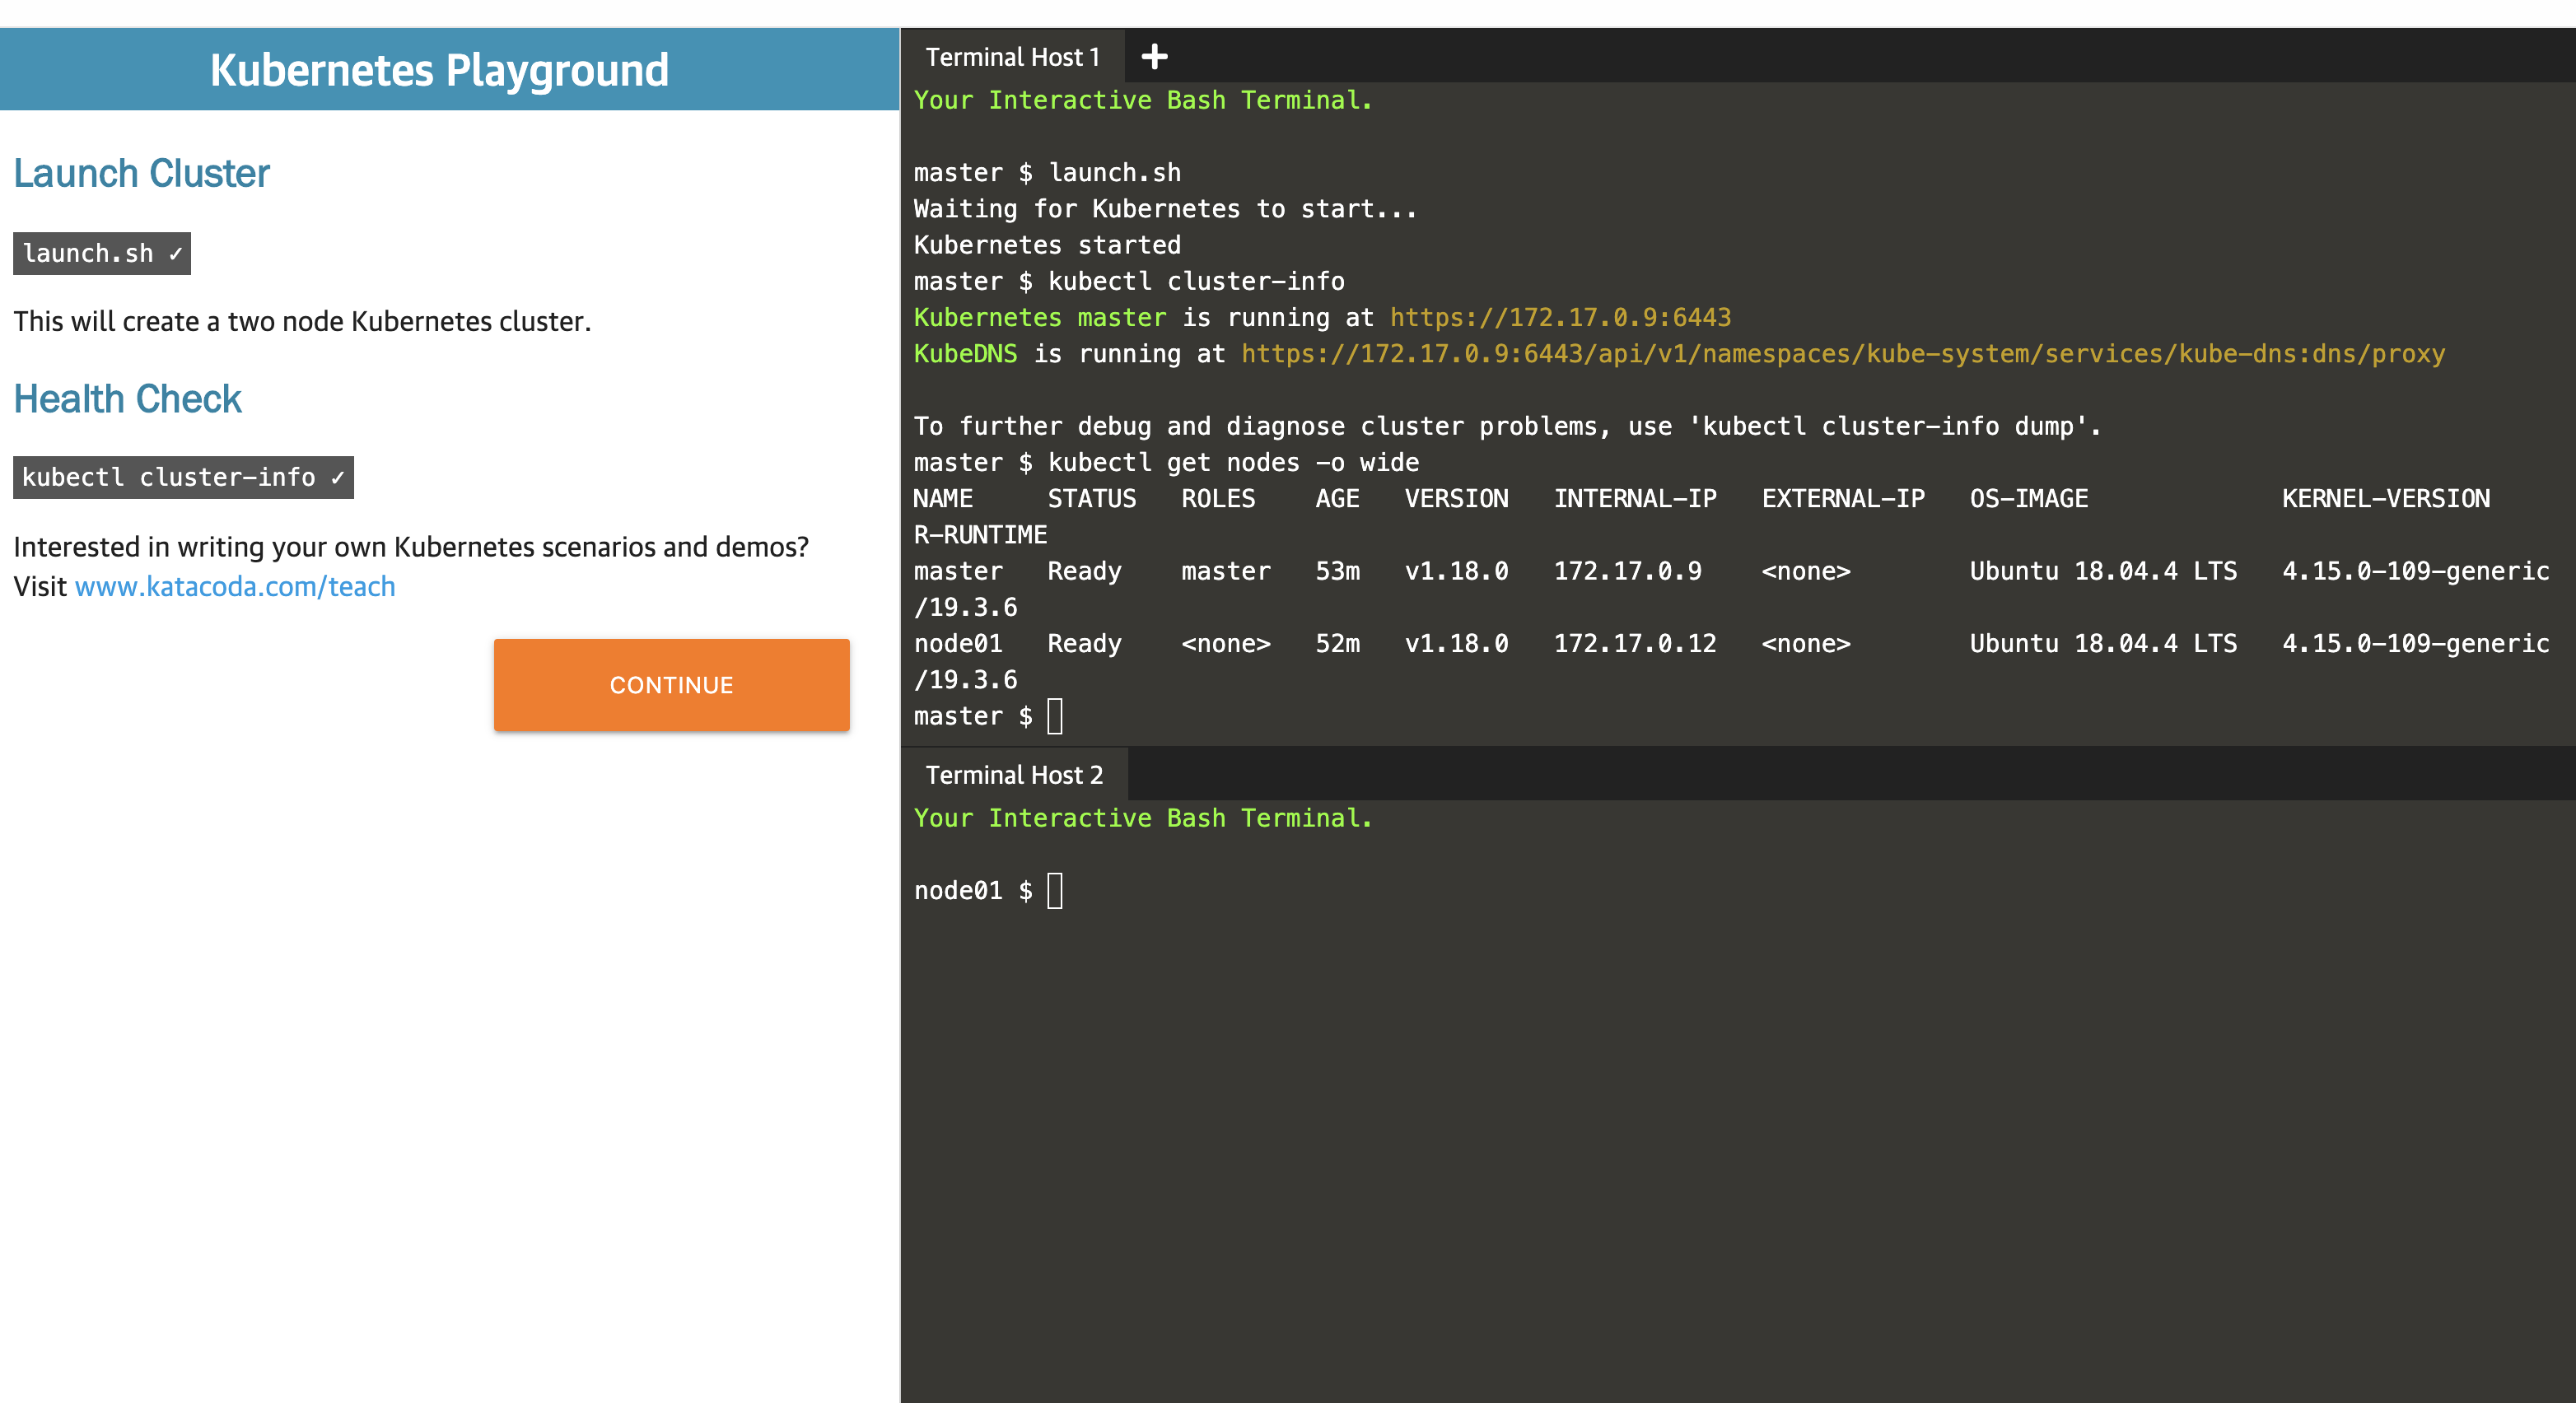 Kubernetes Playground
Launch Cluster
launch.sh ✓
This will create a two node Kubernetes cluster.
Health Check
kubectl cluster-info ✓
Interested in writing your own Kubernetes scenarios and demos?
Visit www.katacoda.com/teach
CONTINUE
Terminal Host 1 +
Your Interactive Bash Terminal.
master $ launch.sh
Waiting for Kubernetes to start...
Kubernetes started
master $ kubectl cluster-info
Kubernetes master is running at https://172.17.0.9:6443
KubeDNS is running at https://172.17.0.9:6443/api/v1/namespaces/kube-system/services/kube-dns:dns/proxy
To further debug and diagnose cluster problems, use 'kubectl cluster-info dump'.
master $ kubectl get nodes -o wide
NAME STATUS ROLES AGE VERSION INTERNAL-IP EXTERNAL-IP OS-IMAGE KERNEL-VERSION
R-RUNTIME
master Ready master 53m v1.18.0 172.17.0.9 <none> Ubuntu 18.04.4 LTS 4.15.0-109-generic
/19.3.6
node01 Ready <none> 52m v1.18.0 172.17.0.12 <none> Ubuntu 18.04.4 LTS 4.15.0-109-generic
/19.3.6
master $
Terminal Host 2
Your Interactive Bash Terminal.
node01 $